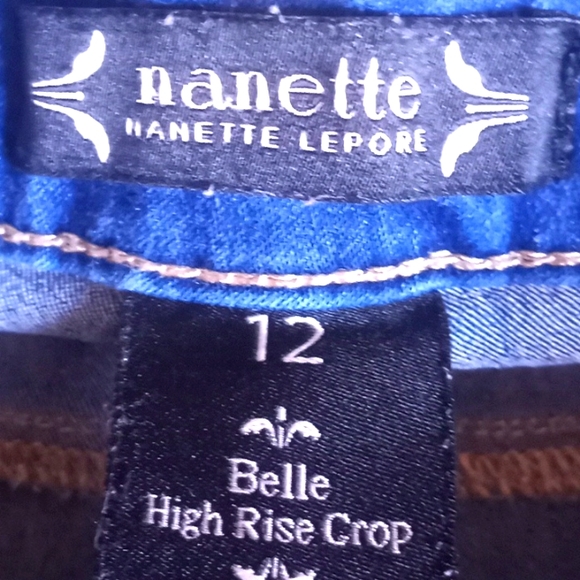 nanette
NANETTE LEPORE
12
Belle
High Rise Crop